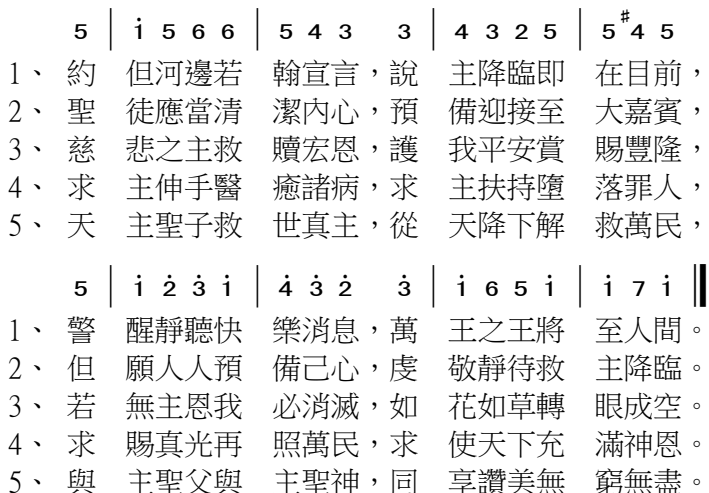 5 | i̇ 5 6 6 | 5 4 3 3 | 4 3 2 5 | 5 ♯4 5
1、約 但河邊若 翰宣言，說 主降臨即 在目前，
2、聖 徒應當清 潔內心，預 備迎接至 大嘉賓，
3、慈 悲之主救 贖宏恩，護 我平安賞 賜豐隆，
4、求 主伸手醫 癒諸病，求 主扶持墮 落罪人，
5、天 主聖子救 世真主，從 天降下解 救萬民，
5 | i̇ 2̇ 3̇ i̇ | 4̇ 3̇ 2̇ 3̇ | i̇ 6 5 i̇ | i̇ 7 i̇ ‖
1、警 醒靜聽快 樂消息，萬 王之王將 至人間。
2、但 願人人預 備己心，虔 敬靜待救 主降臨。
3、若 無主恩我 必消滅，如 花如草轉 眼成空。
4、求 賜真光再 照萬民，求 使天下充 滿神恩。
5、與 主聖父與 主聖神，同 享讚美無 窮無盡。